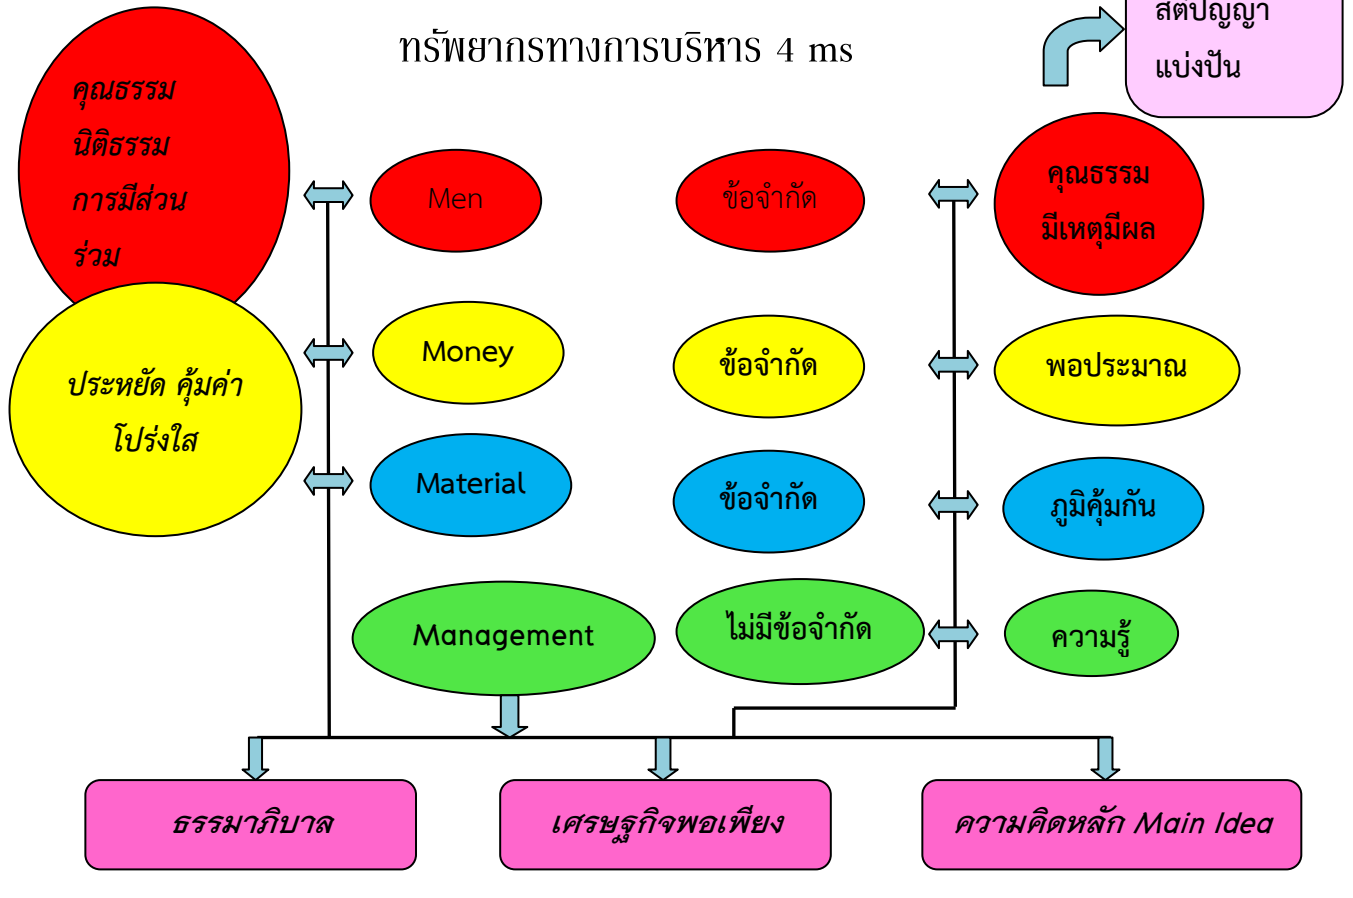 ทรัพยากรทางการบริหาร 4 ms
สติปัญญา
แบ่งปัน
คุณธรรม
นิติธรรม
การมีส่วน
ร่วม
Men
ข้อจำกัด
คุณธรรม
มีเหตุมีผล
ประหยัด คุ้มค่า
โปร่งใส
Money
ข้อจำกัด
พอประมาณ
Material
ข้อจำกัด
ภูมิคุ้มกัน
Management
ไม่มีข้อจำกัด
ความรู้
ธรรมาภิบาล
เศรษฐกิจพอเพียง
ความคิดหลัก Main Idea